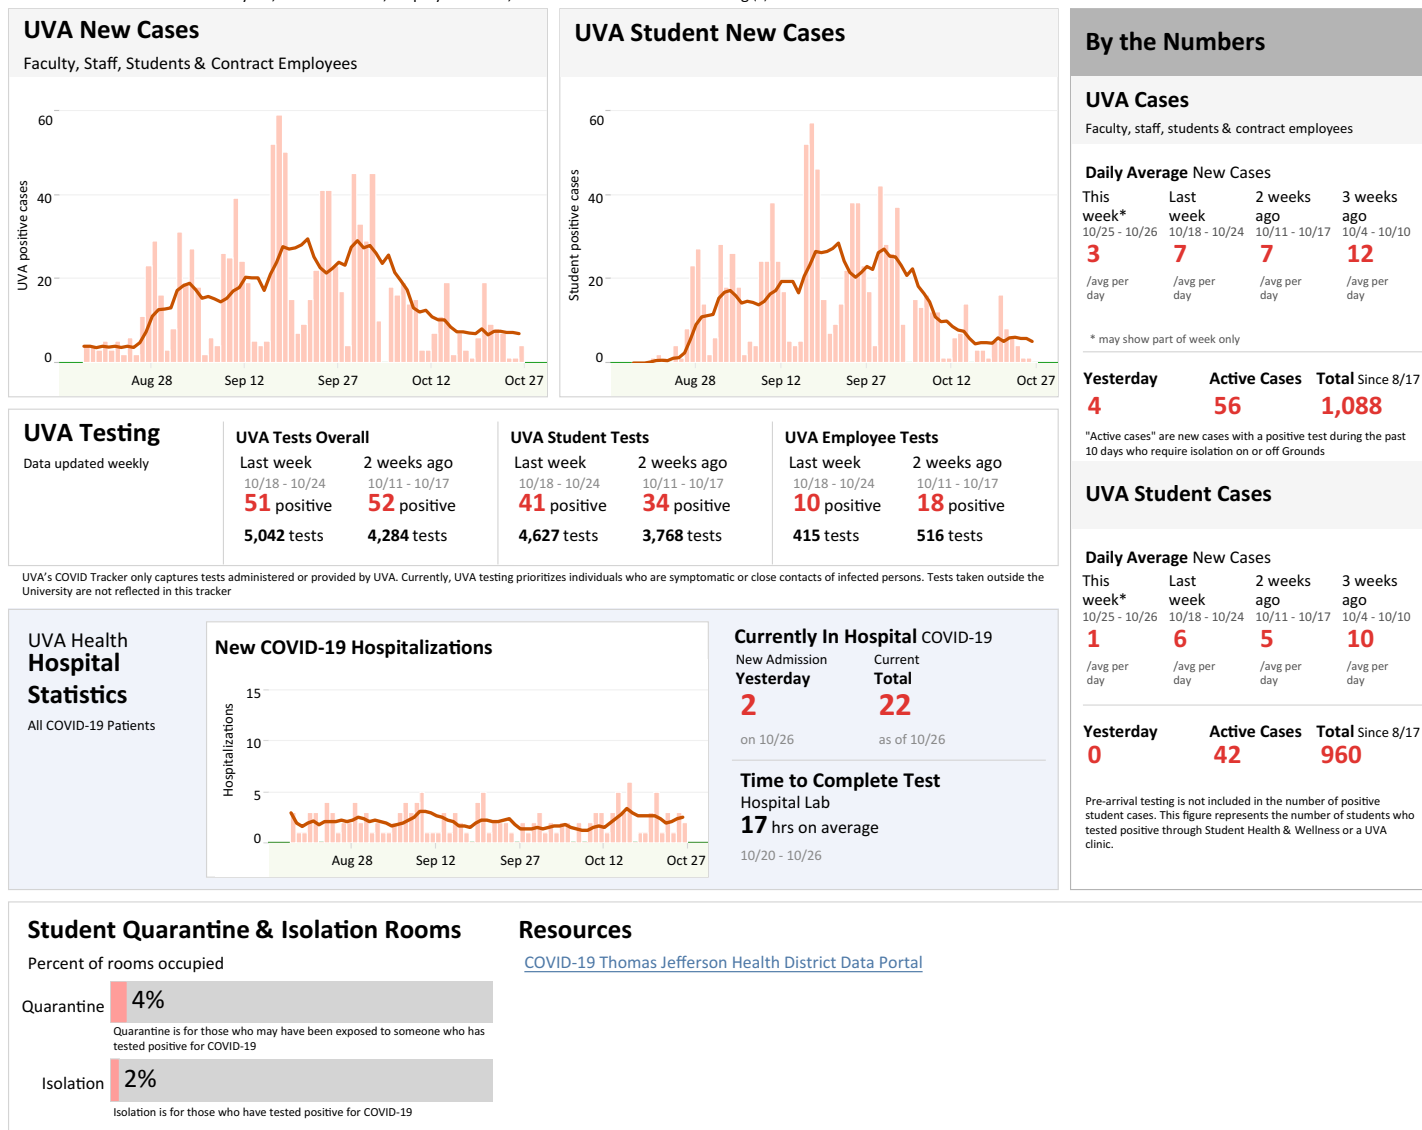 UVA New Cases
Faculty, Staff, Students & Contract Employees
UVA positive cases
60
40
20
0
Aug 28 Sep 12 Sep 27 Oct 12 Oct 27
UVA Student New Cases
Student positive cases
60
40
20
0
Aug 28 Sep 12 Sep 27 Oct 12 Oct 27
By the Numbers
UVA Cases
Faculty, staff, students & contract employees
Daily Average New Cases
This Last 2 weeks 3 weeks
week* week ago ago
10/25 - 10/26 10/18 - 10/24 10/11 - 10/17 10/4 - 10/10
3 7 7 12
/avg per /avg per /avg per /avg per
day day day day
* may show part of week only
Yesterday Active Cases Total Since 8/17
4 56 1,088
"Active cases" are new cases with a positive test during the past
10 days who require isolation on or off Grounds
UVA Student Cases
Daily Average New Cases
This Last 2 weeks 3 weeks
week* week ago ago
10/25 - 10/26 10/18 - 10/24 10/11 - 10/17 10/4 - 10/10
1 6 5 10
/avg per /avg per /avg per /avg per
day day day day
Yesterday Active Cases Total Since 8/17
0 42 960
Pre-arrival testing is not included in the number of positive
student cases. This figure represents the number of students who
tested positive through Student Health & Wellness or a UVA
clinic.
UVA Testing
Data updated weekly
UVA Tests Overall
Last week 2 weeks ago
10/18 - 10/24 10/11 - 10/17
51 positive 52 positive
5,042 tests 4,284 tests
UVA Student Tests
Last week 2 weeks ago
10/18 - 10/24 10/11 - 10/17
41 positive 34 positive
4,627 tests 3,768 tests
UVA Employee Tests
Last week 2 weeks ago
10/18 - 10/24 10/11 - 10/17
10 positive 18 positive
415 tests 516 tests
UVA's COVID Tracker only captures tests administered or provided by UVA. Currently, UVA testing prioritizes individuals who are symptomatic or close contacts of infected persons. Tests taken outside the
University are not reflected in this tracker
UVA Health
Hospital
Statistics
All COVID-19 Patients
New COVID-19 Hospitalizations
Hospitalizations
15
10
5
0
Aug 28 Sep 12 Sep 27 Oct 12 Oct 27
Currently In Hospital COVID-19
New Admission Current
Yesterday Total
2 22
on 10/26 as of 10/26
Time to Complete Test
Hospital Lab
17 hrs on average
10/20 - 10/26
Student Quarantine & Isolation Rooms
Percent of rooms occupied
Quarantine 4%
Quarantine is for those who may have been exposed to someone who has
tested positive for COVID-19
Isolation 2%
Isolation is for those who have tested positive for COVID-19
Resources
COVID-19 Thomas Jefferson Health District Data Portal